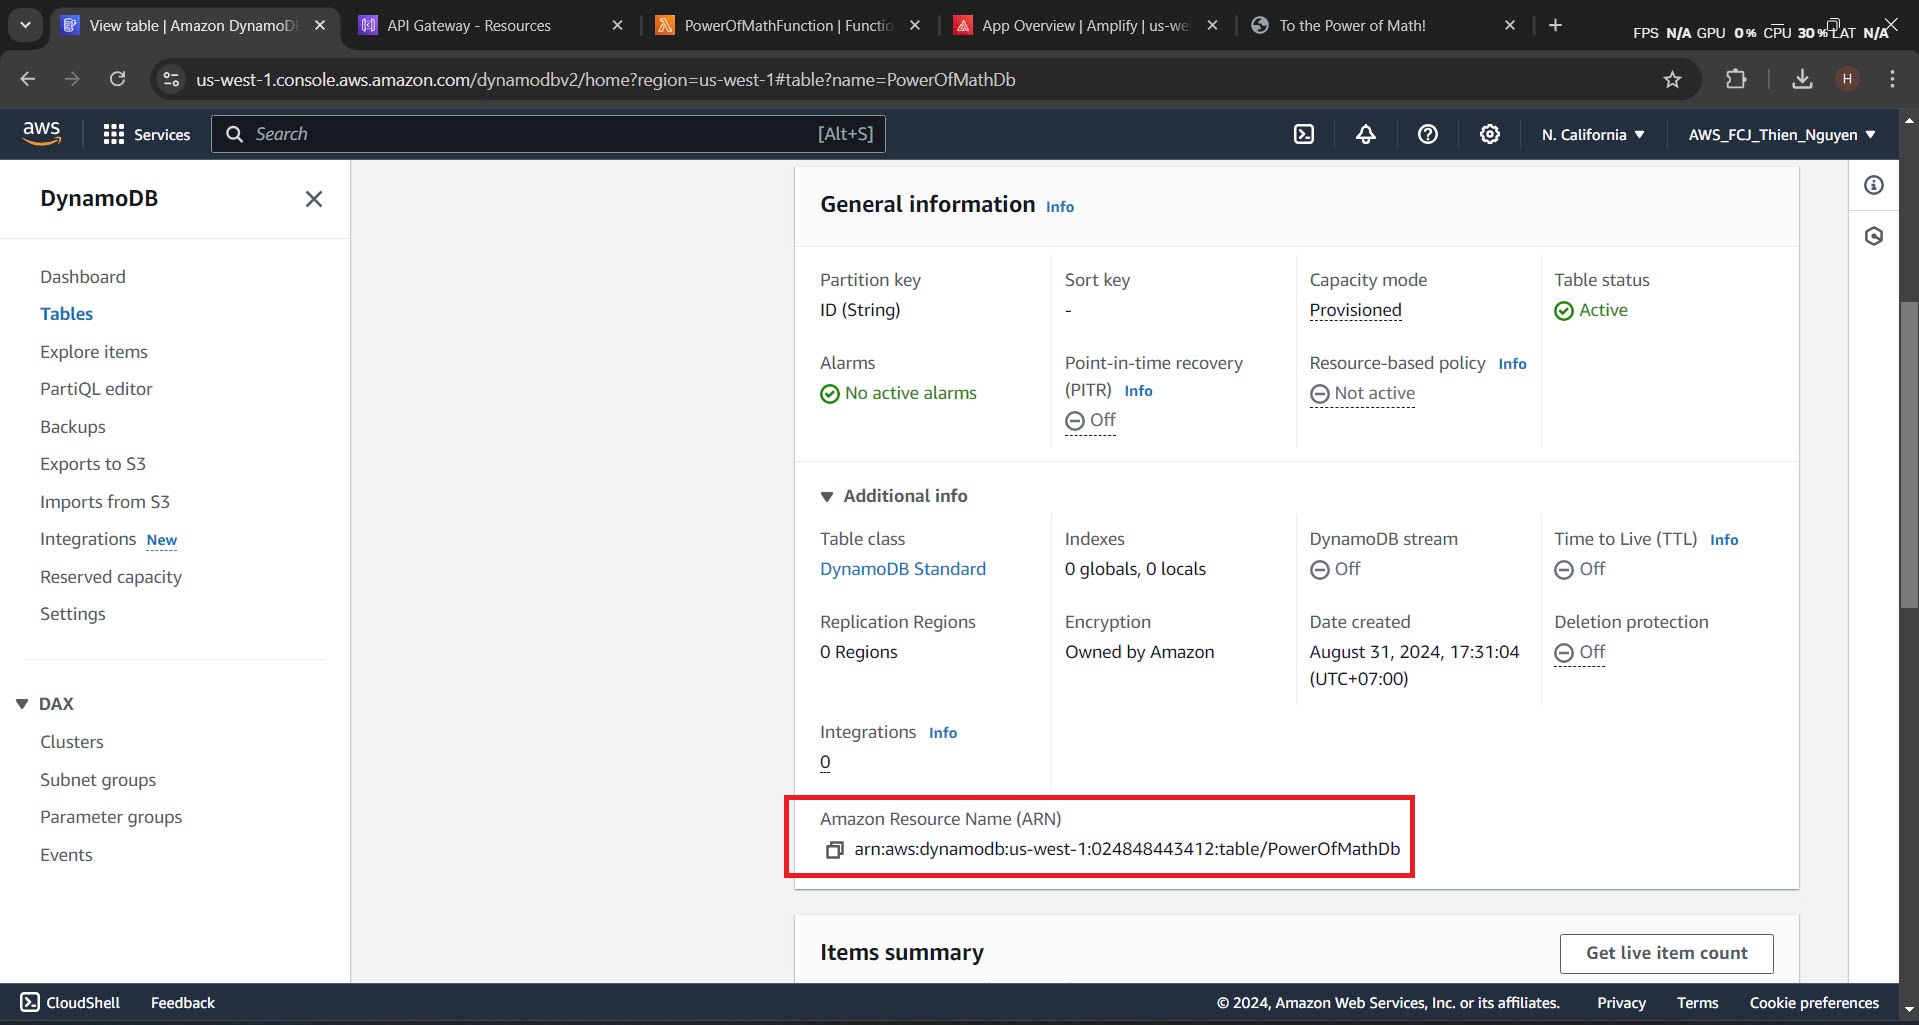 View table | Amazon DynamoD
API Gateway - Resources
PowerOfMathFunction | Functio
App Overview | Amplify | us-we
To the Power of Math!
FPS N/A GPU 0% CPU 30% LAT N/A
us-west-1.console.aws.amazon.com/dynamodbv2/home?region=us-west-1#table?name=PowerOfMathDb
H
aws
Services
Search
[Alt+S]
N. California
AWS_FCJ_Thien_Nguyen
DynamoDB
Dashboard
Tables
Explore items
PartiQL editor
Backups
Exports to S3
Imports from S3
Integrations New
Reserved capacity
Settings
DAX
Clusters
Subnet groups
Parameter groups
Events
General information Info
Partition key
ID (String)
Sort key
-
Capacity mode
Provisioned
Table status
Active
Alarms
No active alarms
Point-in-time recovery
(PITR) Info
Off
Resource-based policy Info
Not active
Additional info
Table class
DynamoDB Standard
Indexes
0 globals, 0 locals
DynamoDB stream
Off
Time to Live (TTL) Info
Off
Replication Regions
0 Regions
Encryption
Owned by Amazon
Date created
August 31, 2024, 17:31:04
(UTC+07:00)
Deletion protection
Off
Integrations Info
0
Amazon Resource Name (ARN)
arn:aws:dynamodb:us-west-1:024848443412:table/PowerOfMathDb
Items summary
Get live item count
CloudShell
Feedback
© 2024, Amazon Web Services, Inc. or its affiliates.
Privacy
Terms
Cookie preferences